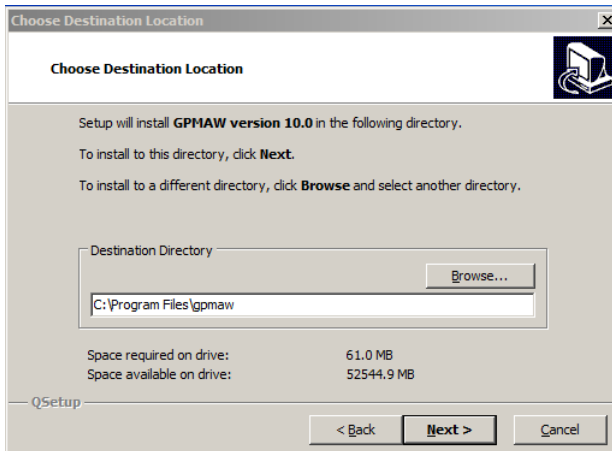 Choose Destination Location
Choose Destination Location
Setup will install GPMAW version 10.0 in the following directory.
To install to this directory, click Next.
To install to a different directory, click Browse and select another directory.
Destination Directory
Browse...
C:\Program Files\gpmaw
Space required on drive: 61.0 MB
Space available on drive: 52544.9 MB
QSetup
< Back Next > Cancel